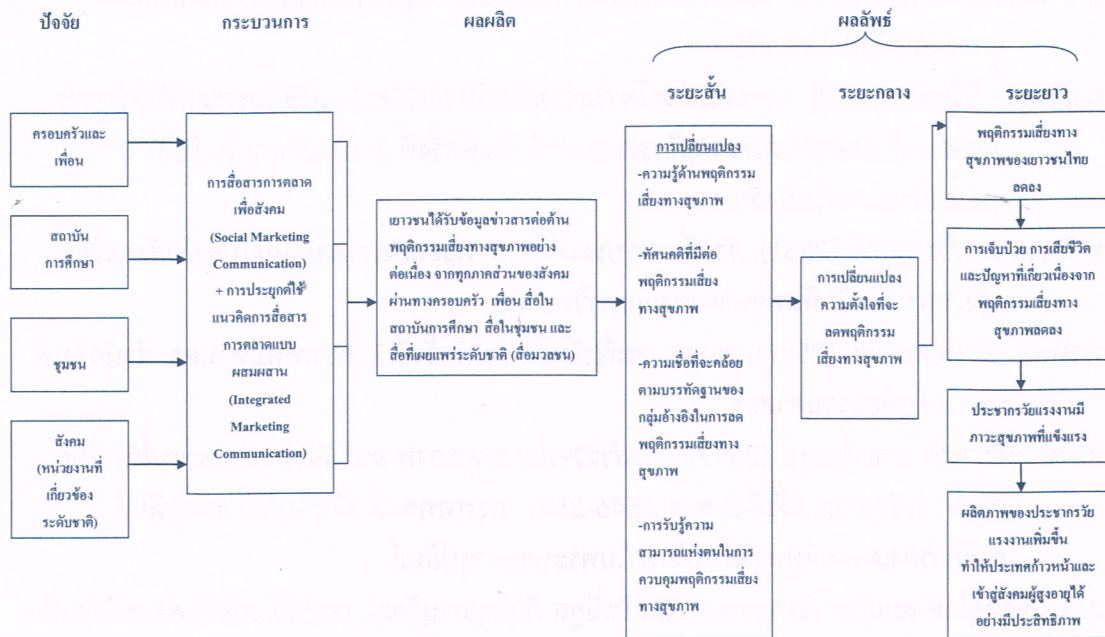 ปัจจัย
กระบวนการ
ผลผลิต
ผลลัพธ์
ระยะสั้น
ระยะกลาง
ระยะยาว
ครอบครัวและ
เพื่อน
สถาบัน
การศึกษา
ชุมชน
สังคม
(หน่วยงานที่
เกี่ยวข้อง
ระดับชาติ)
การสื่อสารการตลาด
เพื่อสังคม
(Social Marketing
Communication)
+ การประยุกต์ใช้
แนวคิดการสื่อสาร
การตลาดแบบ
ผสมผสาน
(Integrated
Marketing
Communication)
เยาวชนได้รับข้อมูลข่าวสารต่อต้าน
พฤติกรรมเสี่ยงทางสุขภาพอย่าง
ต่อเนื่อง จากทุกภาคส่วนของสังคม
ผ่านทางครอบครัว เพื่อน สื่อใน
สถาบันการศึกษา สื่อในชุมชน และ
สื่อที่เผยแพร่ระดับชาติ (สื่อมวลชน)
การเปลี่ยนแปลง
-ความรู้ด้านพฤติกรรม
เสี่ยงทางสุขภาพ
-ทัศนคติที่มีต่อ
พฤติกรรมเสี่ยง
ทางสุขภาพ
-ความเชื่อที่จะคล้อย
ตามบรรทัดฐานของ
กลุ่มอ้างอิงในการลด
พฤติกรรมเสี่ยงทาง
สุขภาพ
-การรับรู้ความ
สามารถแห่งตนในการ
ควบคุมพฤติกรรมเสี่ยง
ทางสุขภาพ
การเปลี่ยนแปลง
ความตั้งใจที่จะ
ลดพฤติกรรม
เสี่ยงทางสุขภาพ
พฤติกรรมเสี่ยงทาง
สุขภาพของเยาวชนไทย
ลดลง
การเจ็บป่วย การเสียชีวิต
และปัญหาที่เกี่ยวเนื่องจาก
พฤติกรรมเสี่ยงทาง
สุขภาพลดลง
ประชากรวัยแรงงานมี
ภาวะสุขภาพที่แข็งแรง
ผลิตภาพของประชากรวัย
แรงงานเพิ่มขึ้น
ทำให้ประเทศก้าวหน้าและ
เข้าสู่สังคมผู้สูงอายุได้
อย่างมีประสิทธิภาพ